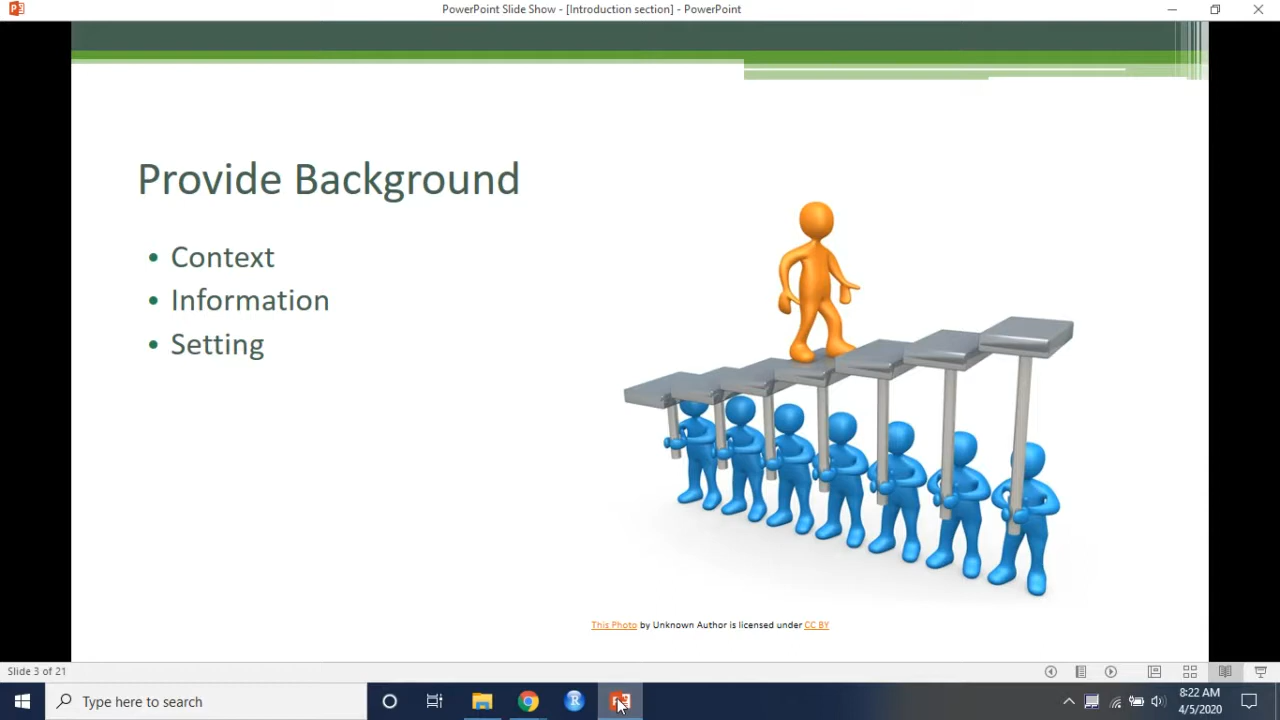 PowerPoint Slide Show - [Introduction section] - PowerPoint
Provide Background
• Context
• Information
• Setting
This Photo by Unknown Author is licensed under CC BY
Slide 3 of 21
Type here to search
8:22 AM
4/5/2020